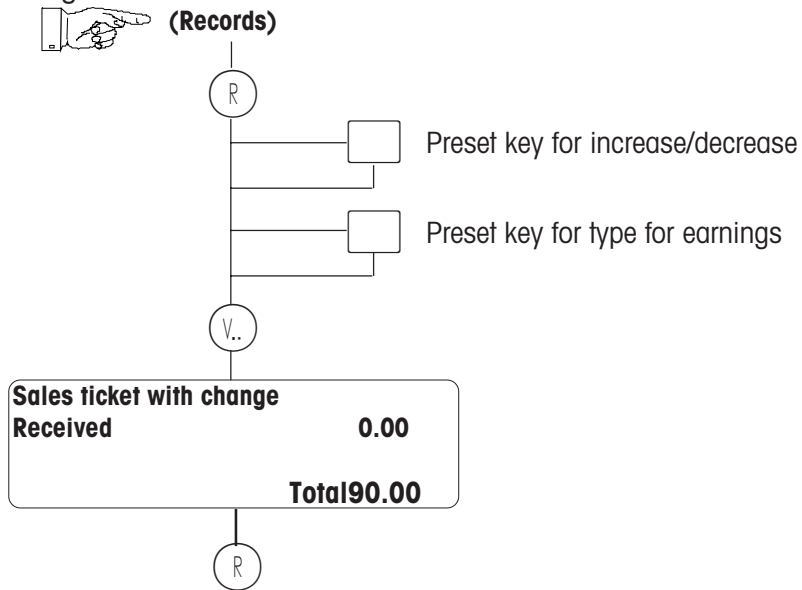 (Records)
R
Preset key for increase/decrease
Preset key for type for earnings
V..
Sales ticket with change
Received 0.00
Total90.00
R